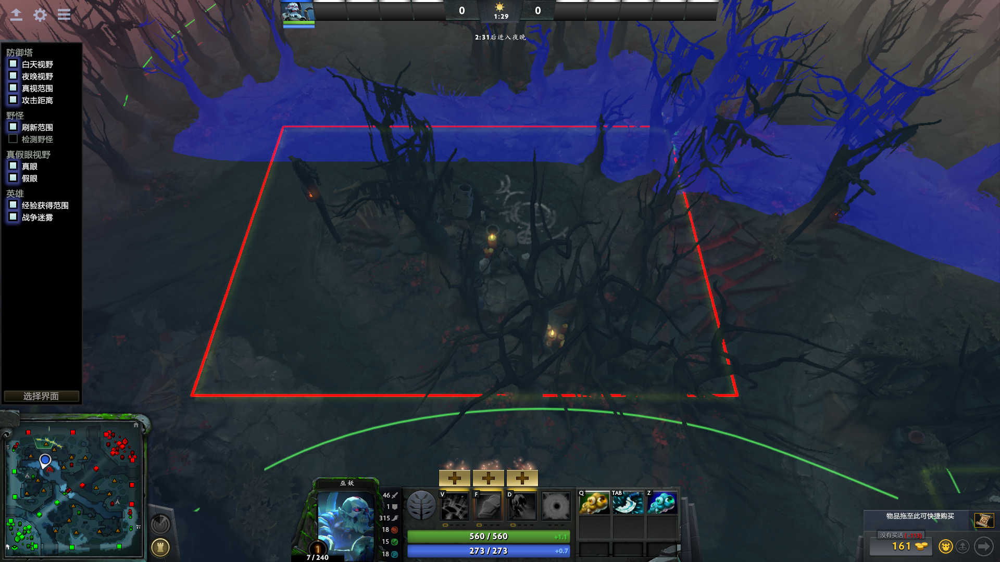 0
1:29
0
2:31后进入夜晚
防御塔
白天视野
夜晚视野
真视范围
攻击距离
野怪
刷新范围
检测野怪
真假眼视野
真眼
假眼
英雄
经验获得范围
战争迷雾
选择界面
巫妖
46
1
315
18
15
18
1
7 / 240
V
F
D
560 / 560
+1.1
273 / 273
+0.7
Q
TAB
Z
物品拖至此可快捷购买
没有买活 (-113)
161